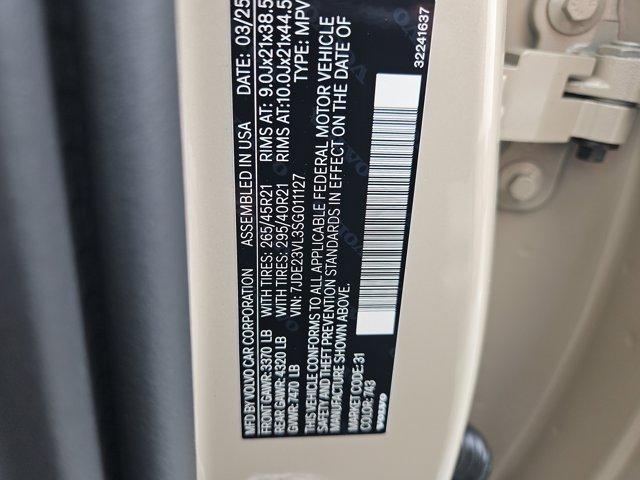 MFD BY VOLVO CAR CORPORATION ASSEMBLED IN USA DATE: 03/25
FRONT GAWR: 3370 LB WITH TIRES: 265/45R21 RIMS AT: 9.0Jx21x38.5
REAR GAWR: 4320 LB WITH TIRES: 295/40R21 RIMS AT: 10.0Jx21x44.5
GVWR: 7470 LB VIN: 7JDE23VL3SG011127 TYPE: MPV
THIS VEHICLE CONFORMS TO ALL APPLICABLE FEDERAL MOTOR VEHICLE
SAFETY AND THEFT PREVENTION STANDARDS IN EFFECT ON THE DATE OF
MANUFACTURE SHOWN ABOVE.
MARKET CODE: 31
COLOR: 743
VOLVO
32241637